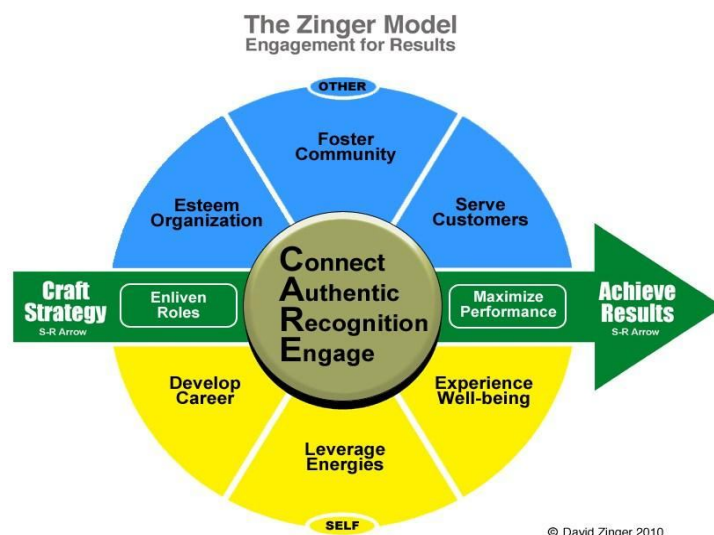 The Zinger Model
Engagement for Results
OTHER
Foster
Community
Esteem
Organization
Serve
Customers
Craft
Strategy
S-R Arrow
Enliven
Roles
Connect
Authentic
Recognition
Engage
Maximize
Performance
Achieve
Results
S-R Arrow
Develop
Career
Experience
Well-being
Leverage
Energies
SELF
© David Zinger 2010